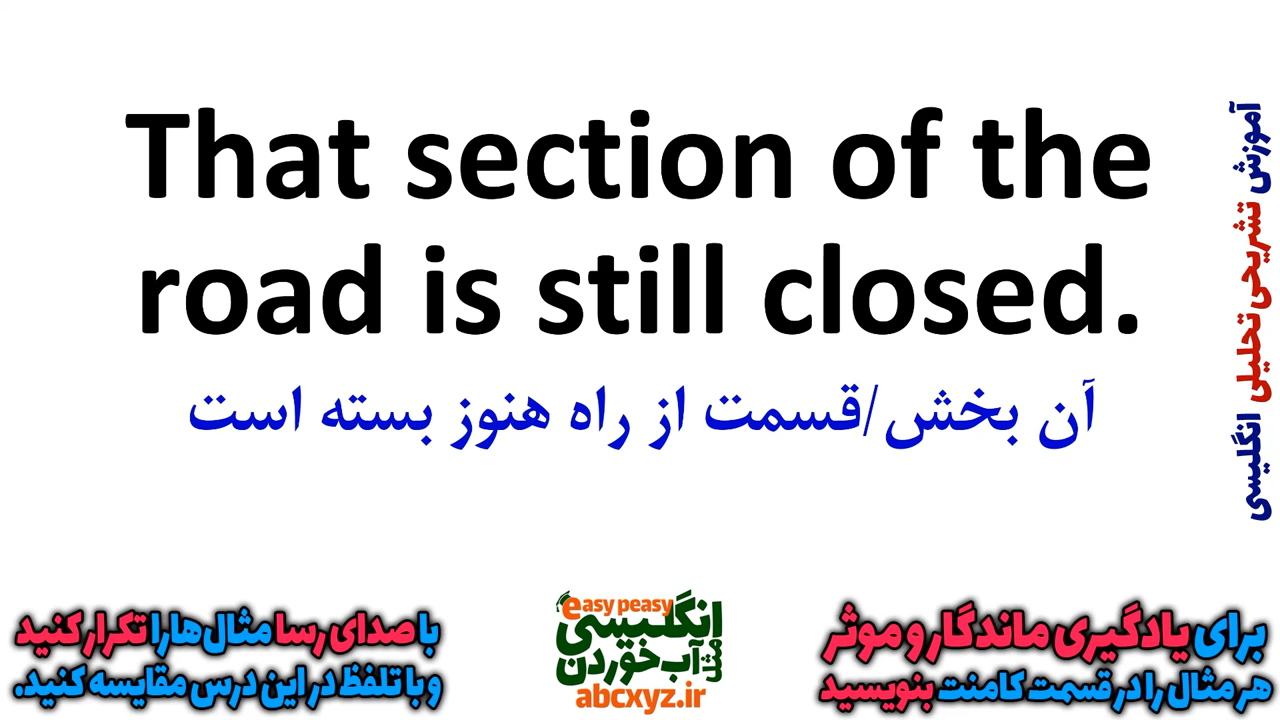 That section of the
road is still closed.
آن بخش/قسمت از راه هنوز بسته است
آموزش تشریحی تحلیلی انگلیسی
برای یادگیری ماندگار و موثر
هر مثال را در قسمت کامنت بنویسید
easy peasy
انگلیسی
مثل آب خوردن
abcxyz.ir
با صدای رسا مثال‌ها را تکرار کنید
و با تلفظ در این درس مقایسه کنید.